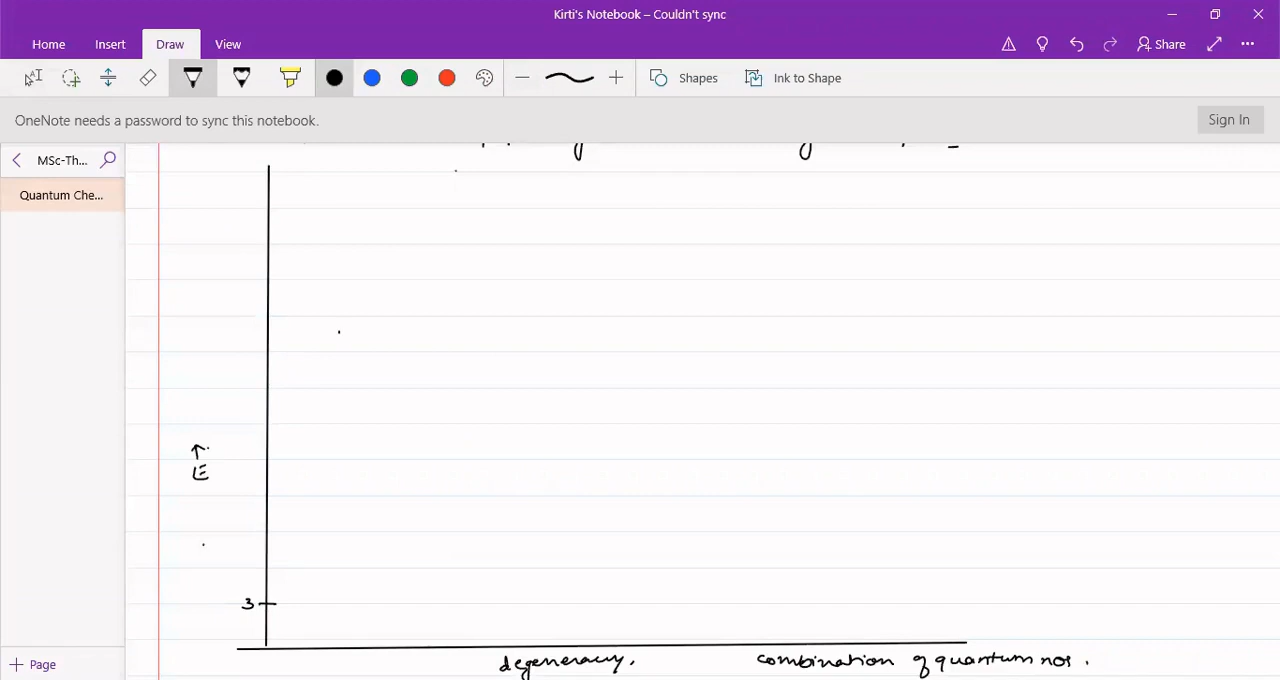 Kirti's Notebook – Couldn't sync
Home Insert Draw View
Share
Shapes Ink to Shape
OneNote needs a password to sync this notebook.
Sign In
MSc-Th...
Quantum Che...
↑
E
3
degeneracy. combination of quantum nos.
Page